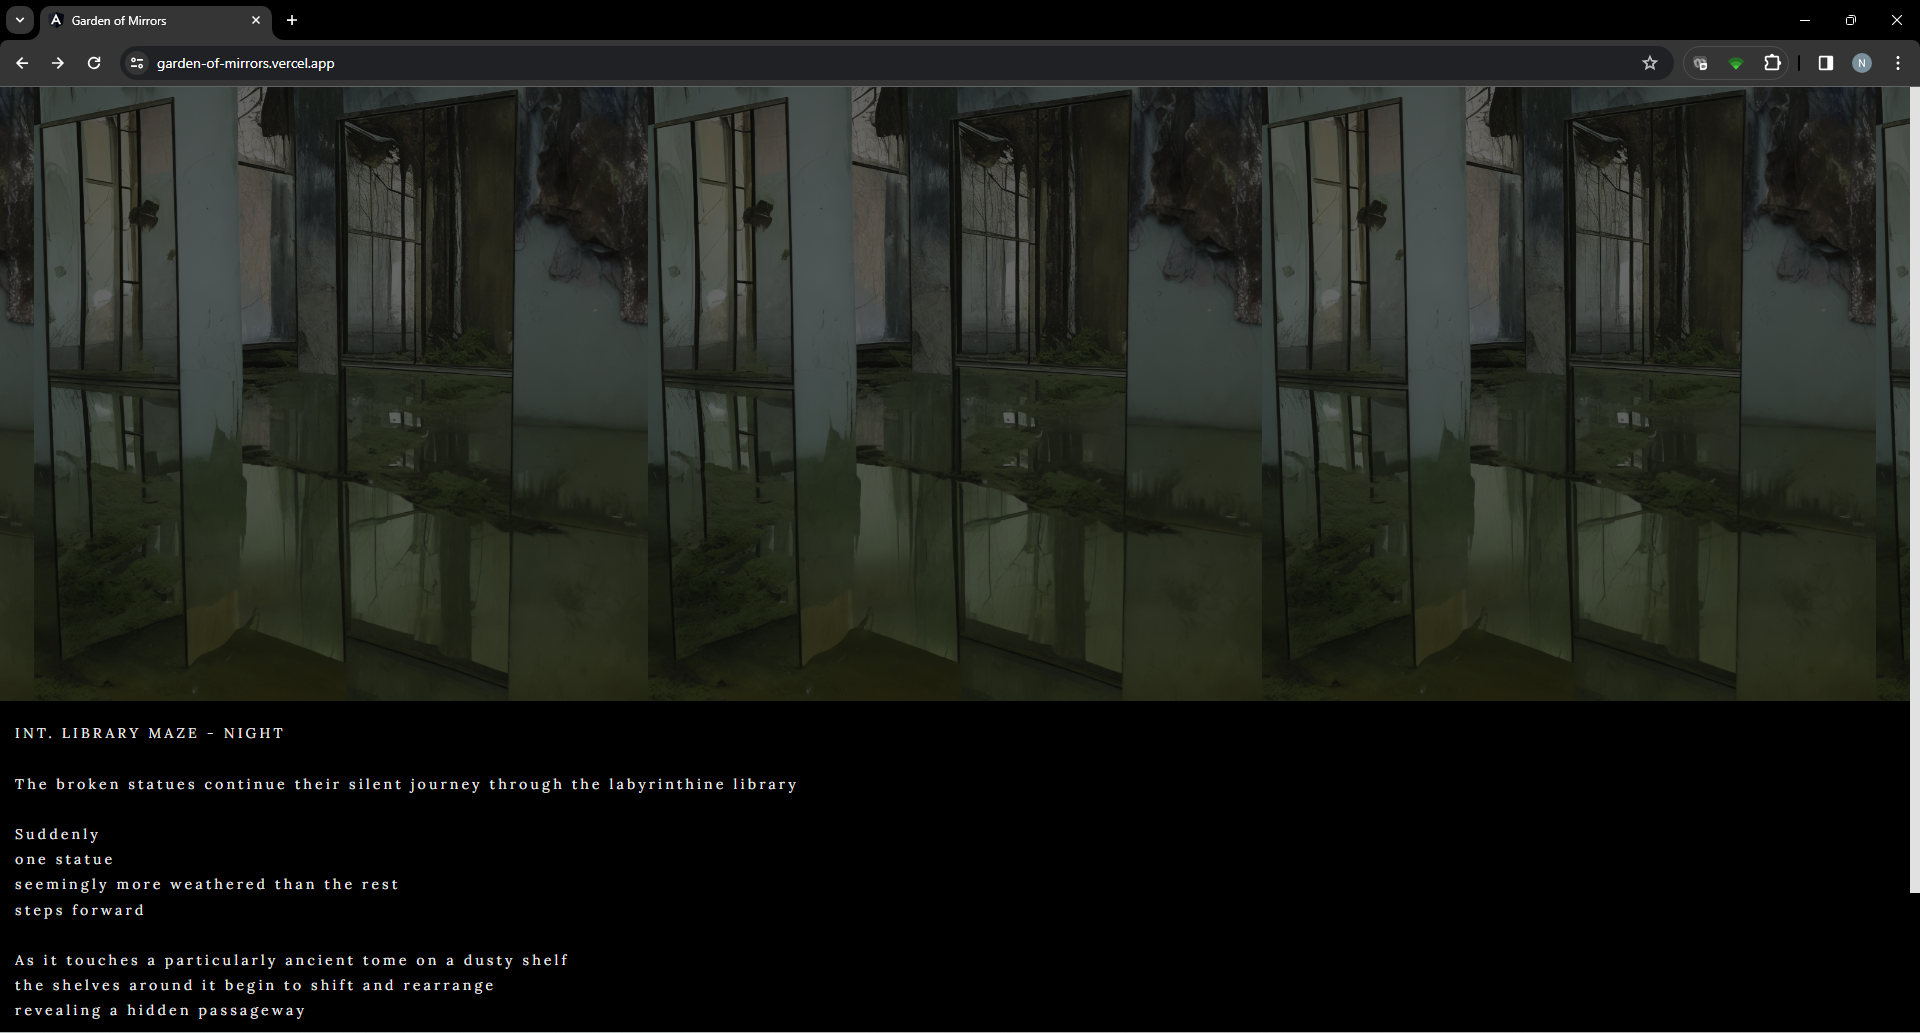 Garden of Mirrors
garden-of-mirrors.vercel.app
N
INT. LIBRARY MAZE - NIGHT
The broken statues continue their silent journey through the labyrinthine library
Suddenly
one statue
seemingly more weathered than the rest
steps forward
As it touches a particularly ancient tome on a dusty shelf
the shelves around it begin to shift and rearrange
revealing a hidden passageway